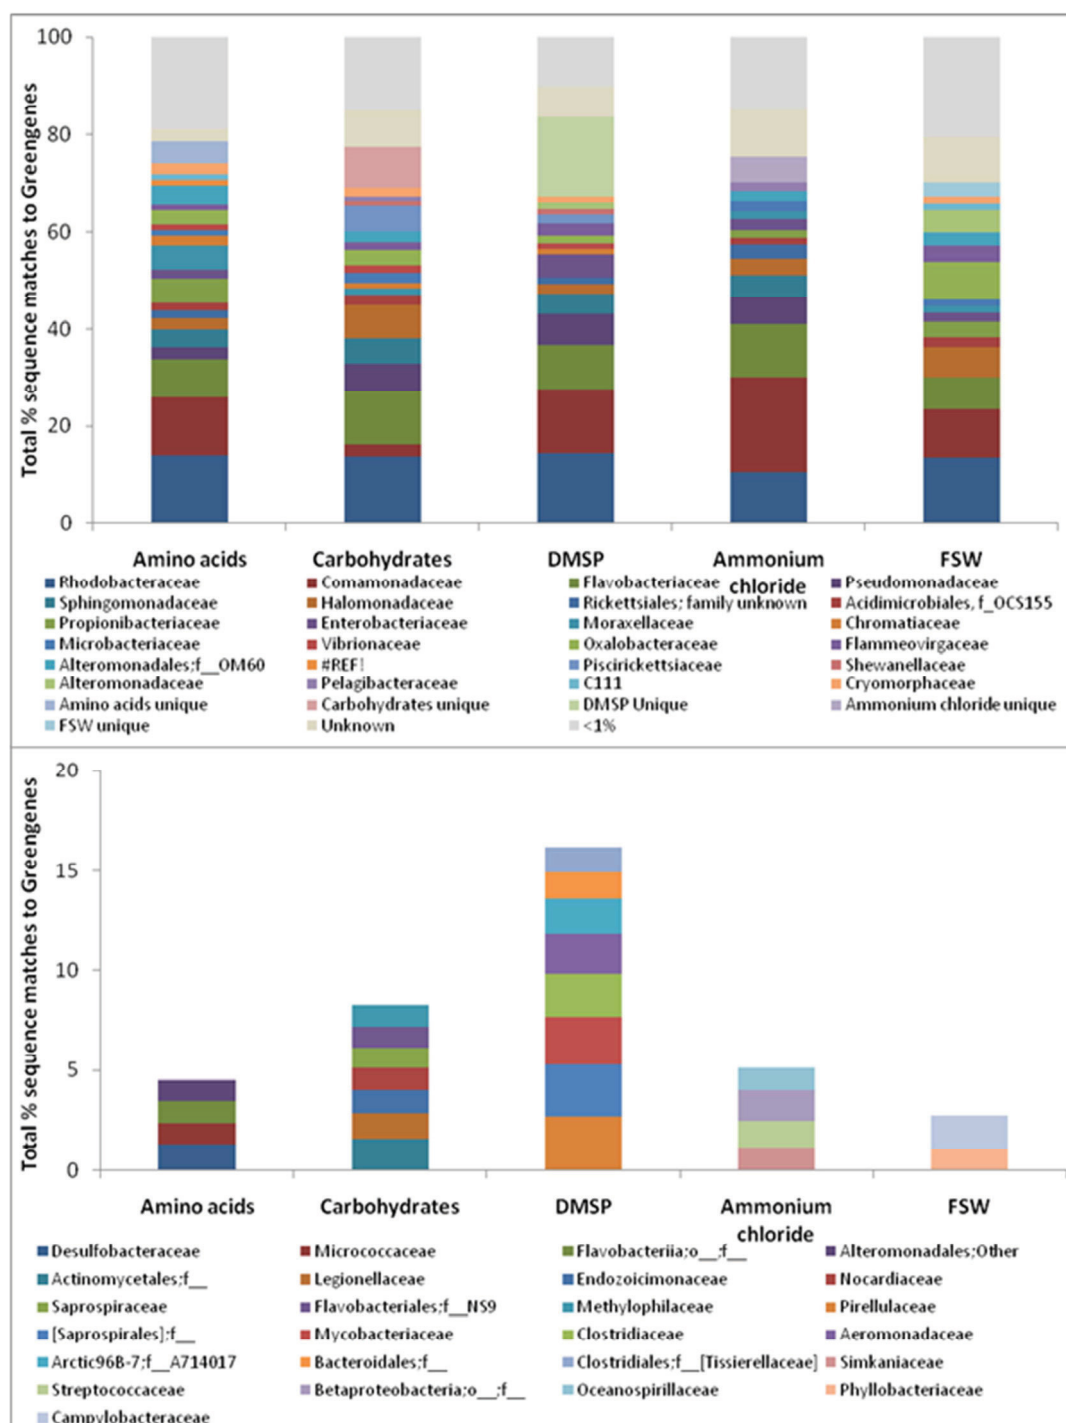 Total % sequence matches to Greengenes
100
80
60
40
20
0
Amino acids
Carbohydrates
DMSP
Ammonium
chloride
FSW
Rhodobacteraceae
Comamonadaceae
Flavobacteriaceae
Pseudomonadaceae
Sphingomonadaceae
Halomonadaceae
Rickettsiales; family unknown
Acidimicrobiales, f_OCS155
Propionibacteriaceae
Enterobacteriaceae
Moraxellaceae
Chromatiaceae
Microbacteriaceae
Vibrionaceae
Oxalobacteraceae
Flammeovirgaceae
Alteromonadales;f__OM60
#REF!
Piscirickettsiaceae
Shewanellaceae
Alteromonadaceae
Pelagibacteraceae
C111
Cryomorphaceae
Amino acids unique
Carbohydrates unique
DMSP Unique
Ammonium chloride unique
FSW unique
Unknown
<1%
Total % sequence matches to Greengenes
20
15
10
5
0
Amino acids
Carbohydrates
DMSP
Ammonium
chloride
FSW
Desulfobacteraceae
Micrococcaceae
Flavobacteriia;o__;f__
Alteromonadales;Other
Actinomycetales;f__
Legionellaceae
Endozoicimonaceae
Nocardiaceae
Saprospiraceae
Flavobacteriales;f__NS9
Methylophilaceae
Pirellulaceae
[Saprospirales];f__
Mycobacteriaceae
Clostridiaceae
Aeromonadaceae
Arctic96B-7;f__A714017
Bacteroidales;f__
Clostridiales;f__[Tissierellaceae]
Simkaniaceae
Streptococcaceae
Betaproteobacteria;o__;f__
Oceanospirillaceae
Phyllobacteriaceae
Campylobacteraceae